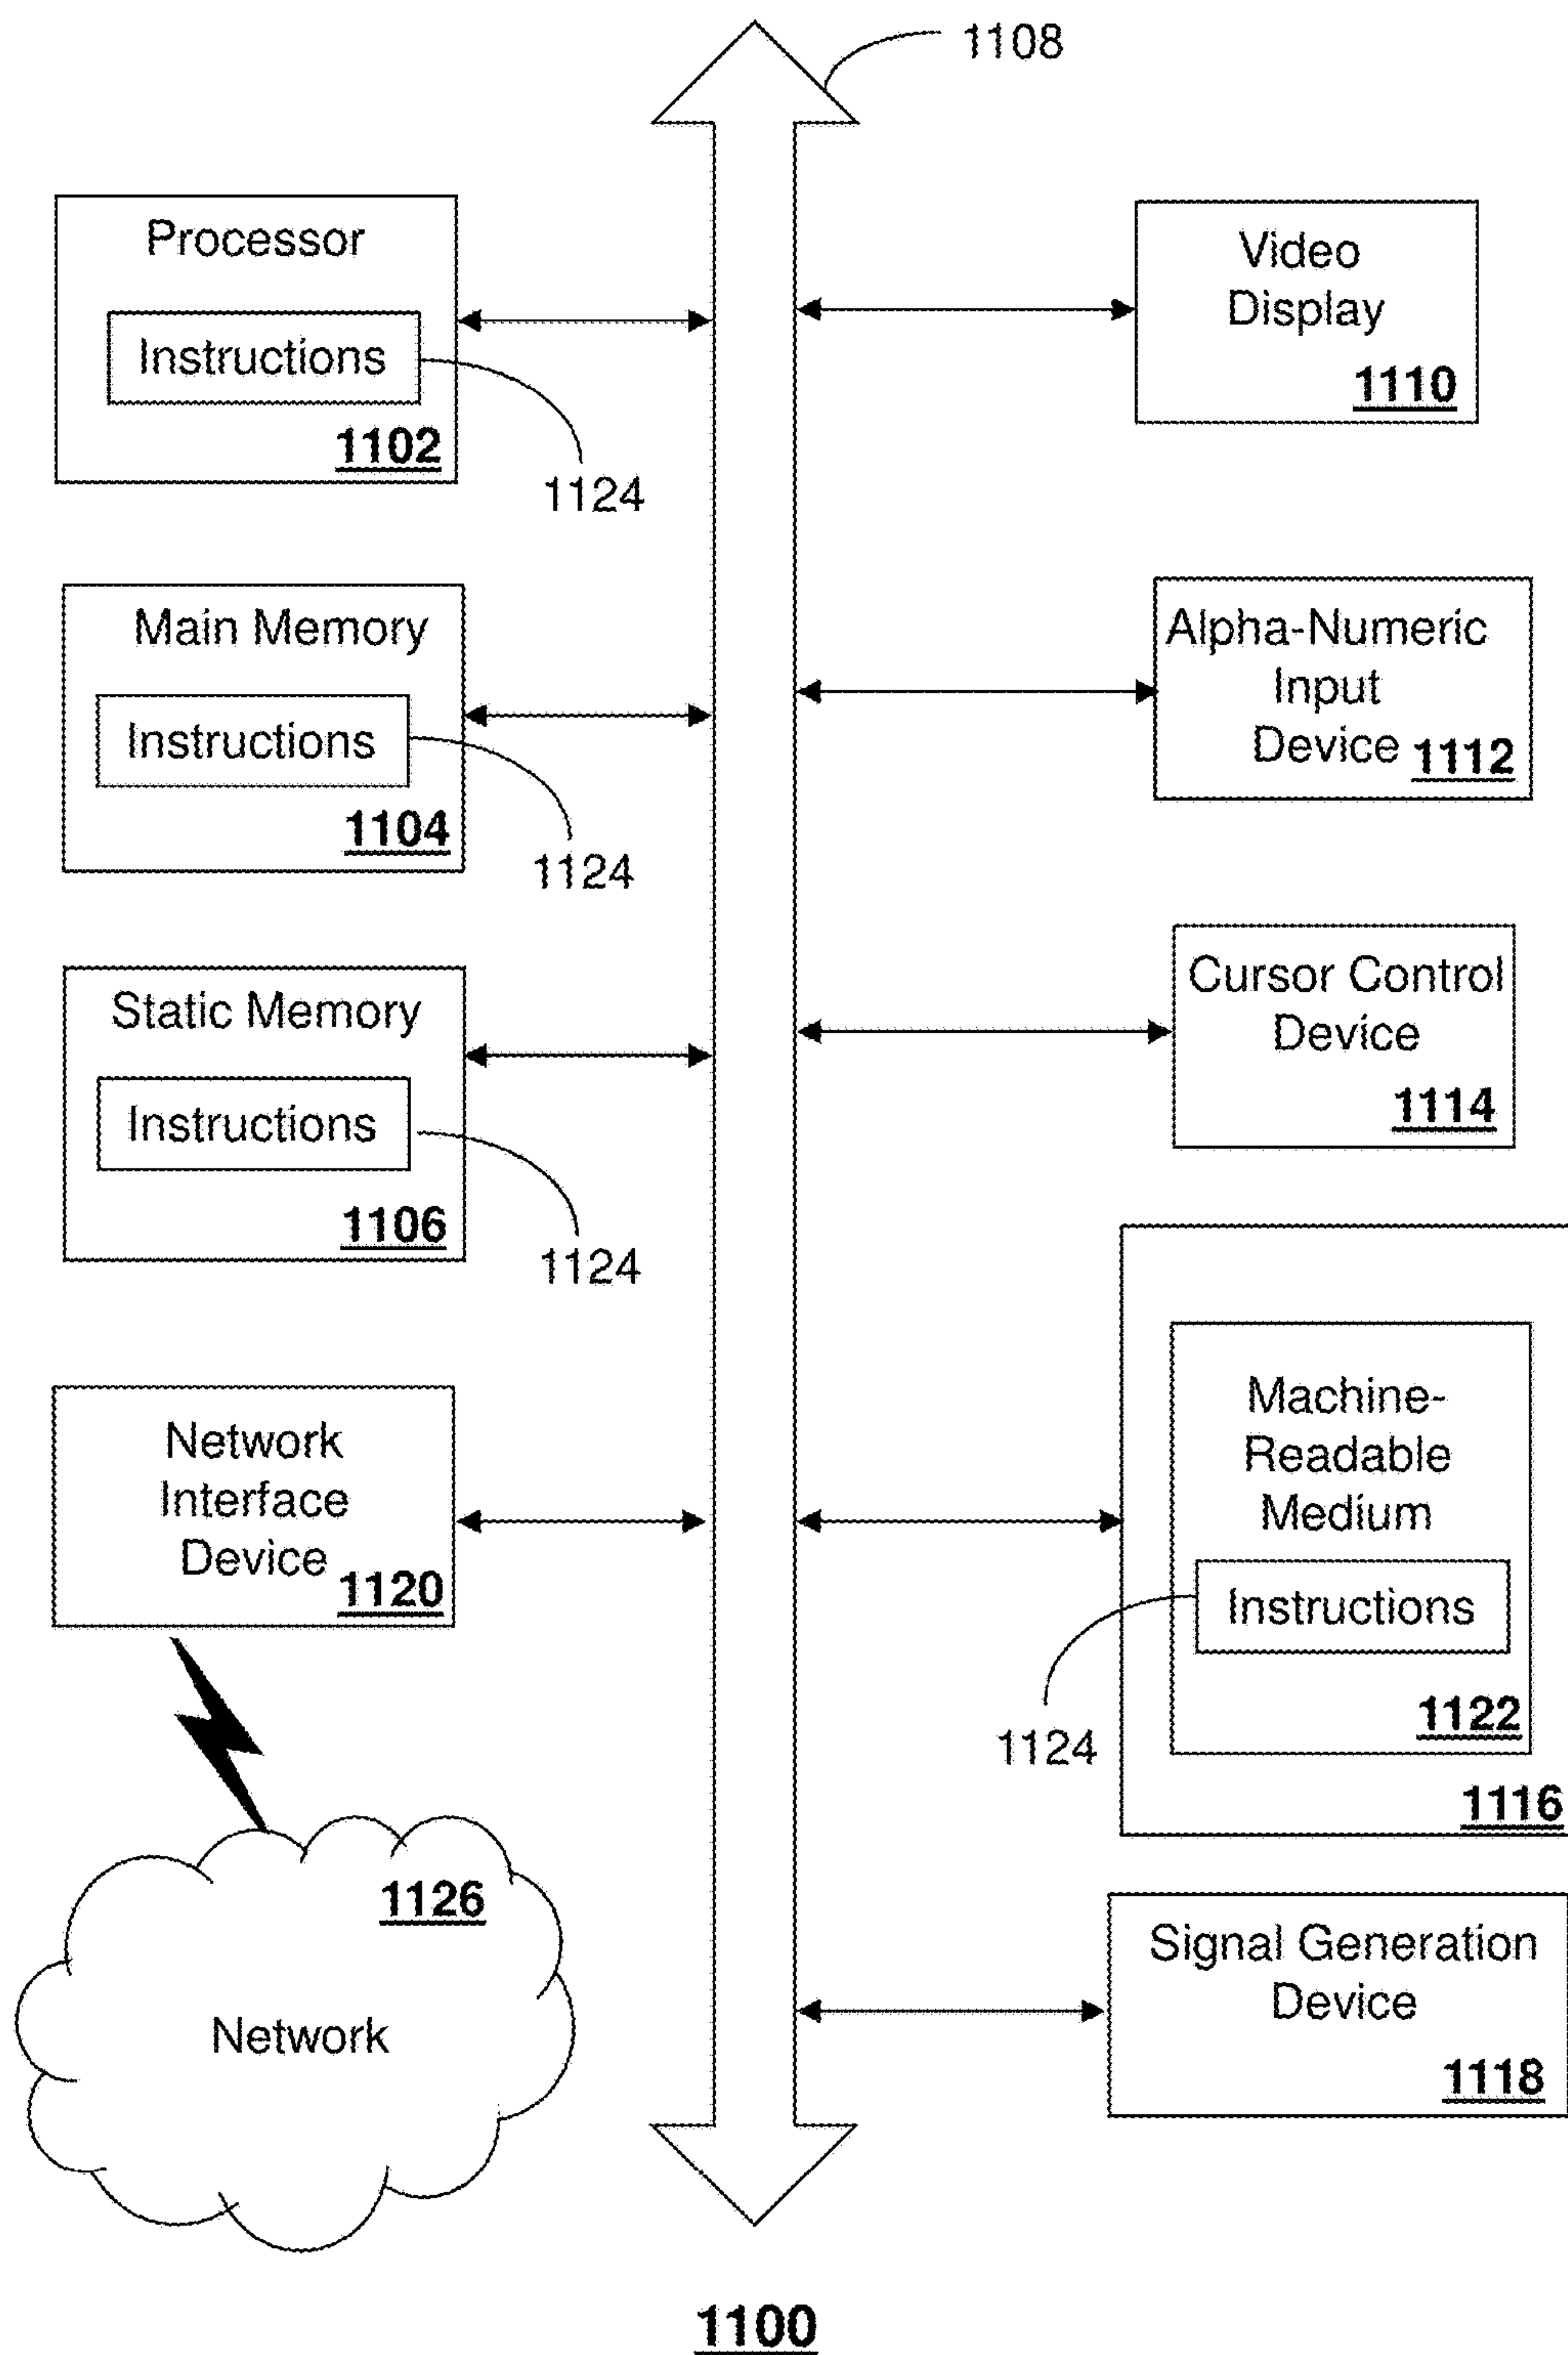 1108
Processor
Instructions
1102
1124
Main Memory
Instructions
1104
1124
Static Memory
Instructions
1106
1124
Network
Interface
Device
1120
1126
Network
Video
Display
1110
Alpha-Numeric
Input
Device
1112
Cursor Control
Device
1114
Machine-
Readable
Medium
Instructions
1122
1124
1116
Signal Generation
Device
1118
1100